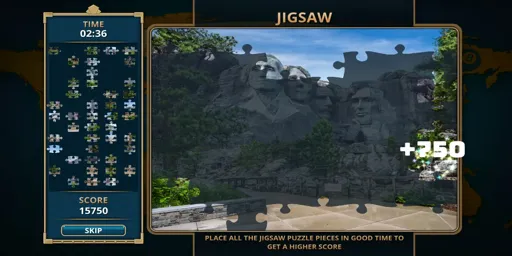 JIGSAW
TIME
02:36
+750
SCORE
15750
SKIP
PLACE ALL THE JIGSAW PUZZLE PIECES IN GOOD TIME TO
GET A HIGHER SCORE